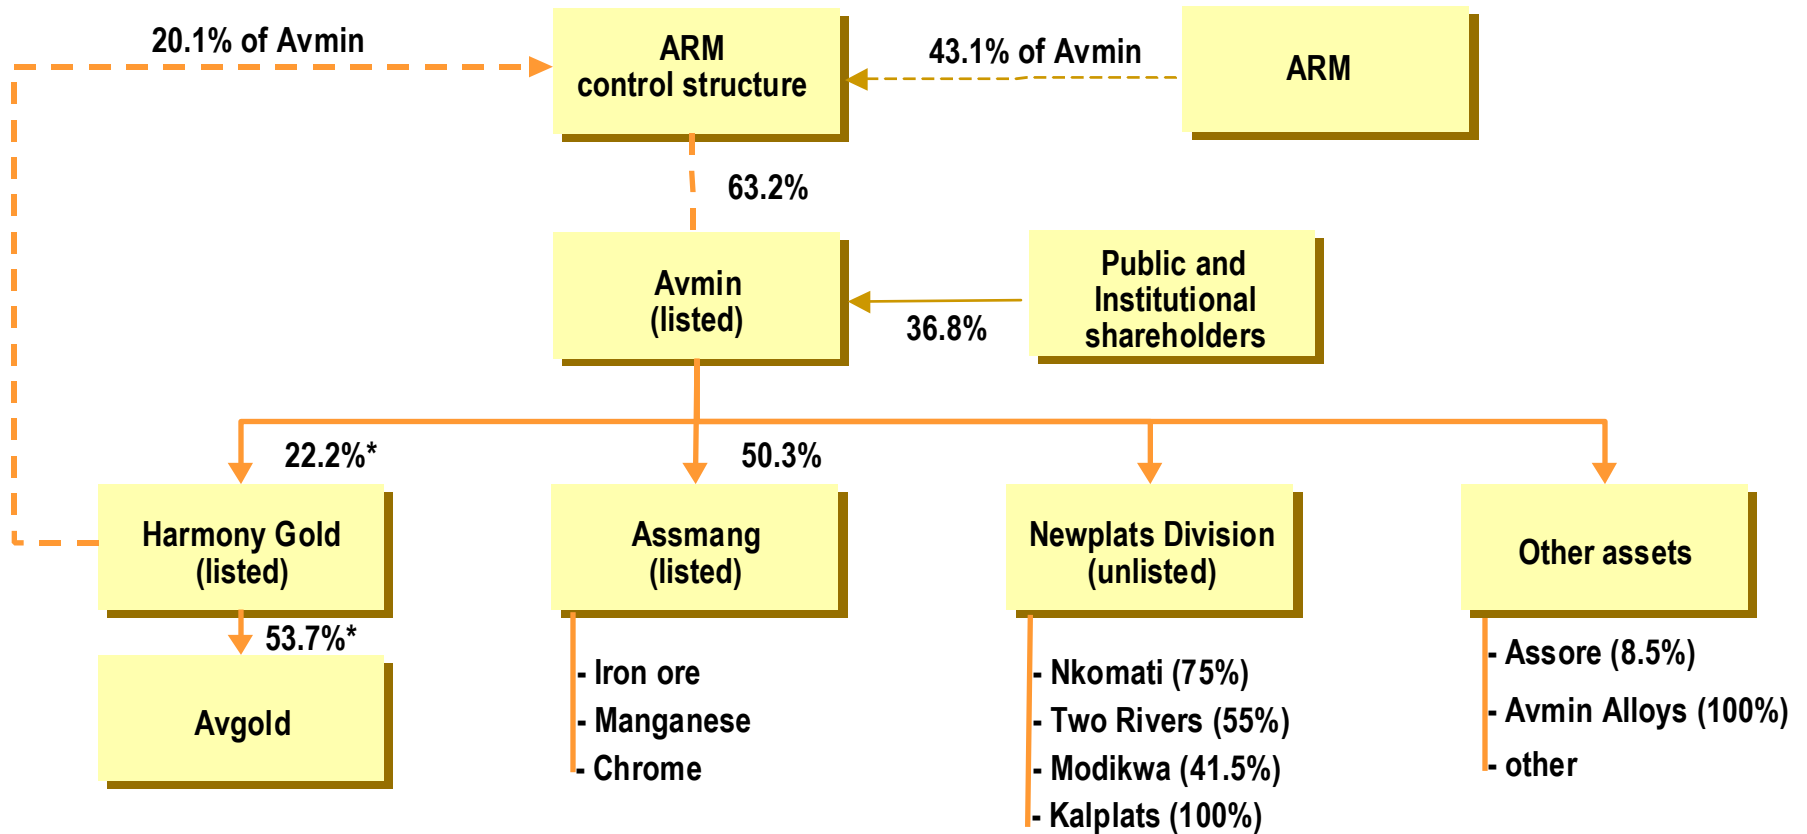 20.1% of Avmin
ARM
control structure
43.1% of Avmin
ARM
63.2%
Avmin
(listed)
36.8%
Public and
Institutional
shareholders
22.2%*
50.3%
Harmony Gold
(listed)
Assmang
(listed)
Newplats Division
(unlisted)
Other assets
53.7%*
Avgold
- Iron ore
- Manganese
- Chrome
- Nkomati (75%)
- Two Rivers (55%)
- Modikwa (41.5%)
- Kalplats (100%)
- Assore (8.5%)
- Avmin Alloys (100%)
- other